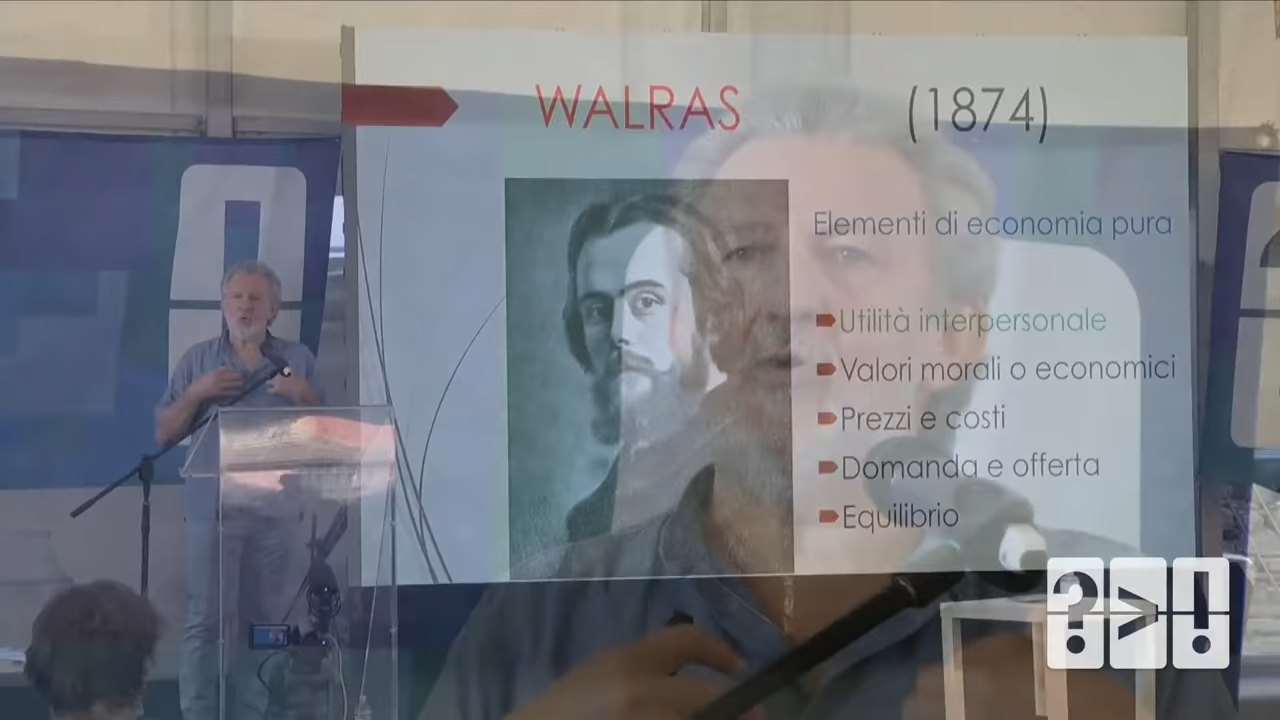 WALRAS (1874)
Elementi di economia pura
Utilità interpersonale
Valori morali o economici
Prezzi e costi
Domanda e offerta
Equilibrio
?>!